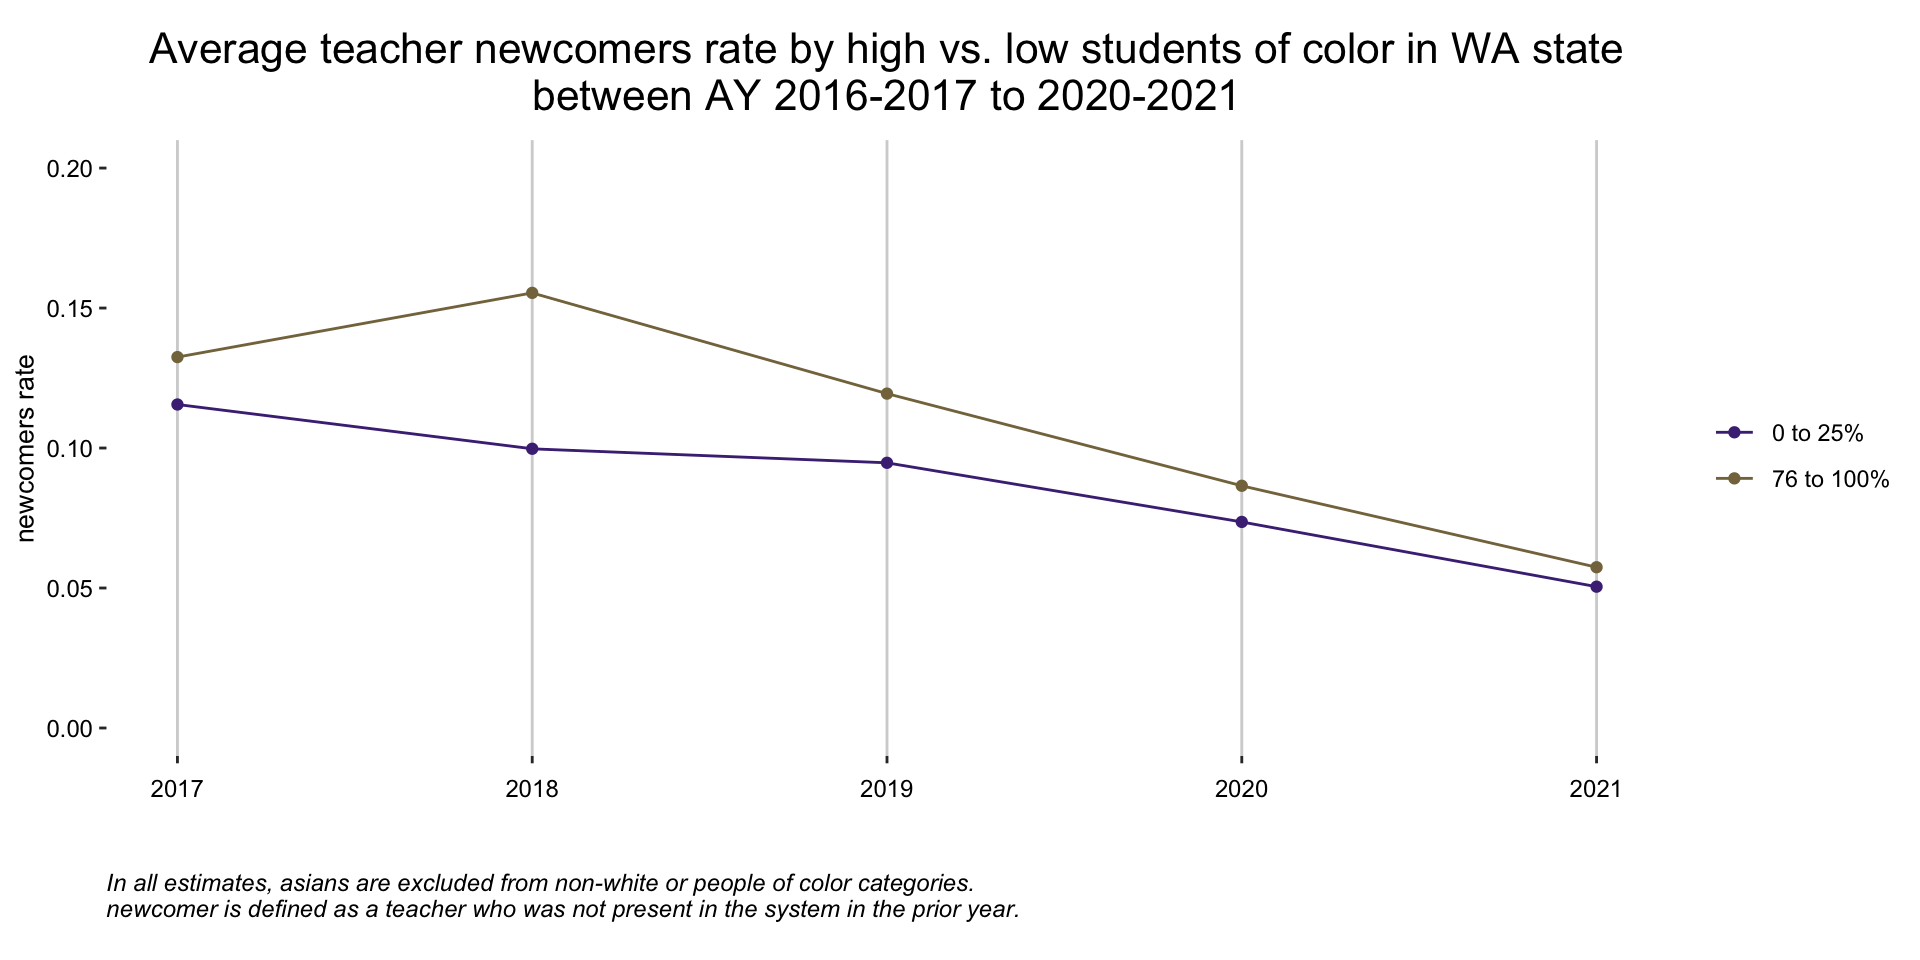 Average teacher newcomers rate by high vs. low students of color in WA state
between AY 2016-2017 to 2020-2021
0.20
0.15
0.10
0.05
0.00
newcomers rate
2017 2018 2019 2020 2021
0 to 25%
76 to 100%
In all estimates, asians are excluded from non-white or people of color categories.
newcomer is defined as a teacher who was not present in the system in the prior year.